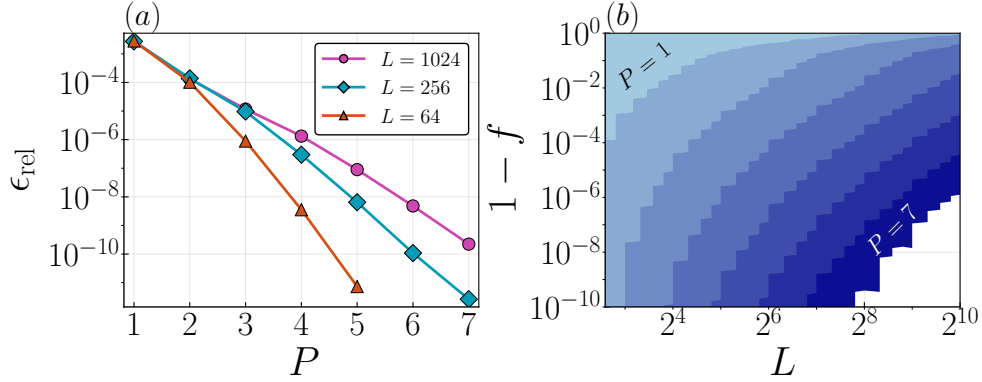 (a)
ϵ_rel
10^{-4}
10^{-6}
10^{-8}
10^{-10}
L = 1024
L = 256
L = 64
1 2 3 4 5 6 7
P
(b)
1 − f
10^{0}
10^{-2}
10^{-4}
10^{-6}
10^{-8}
10^{-10}
P = 1
P = 7
2^{4} 2^{6} 2^{8} 2^{10}
L